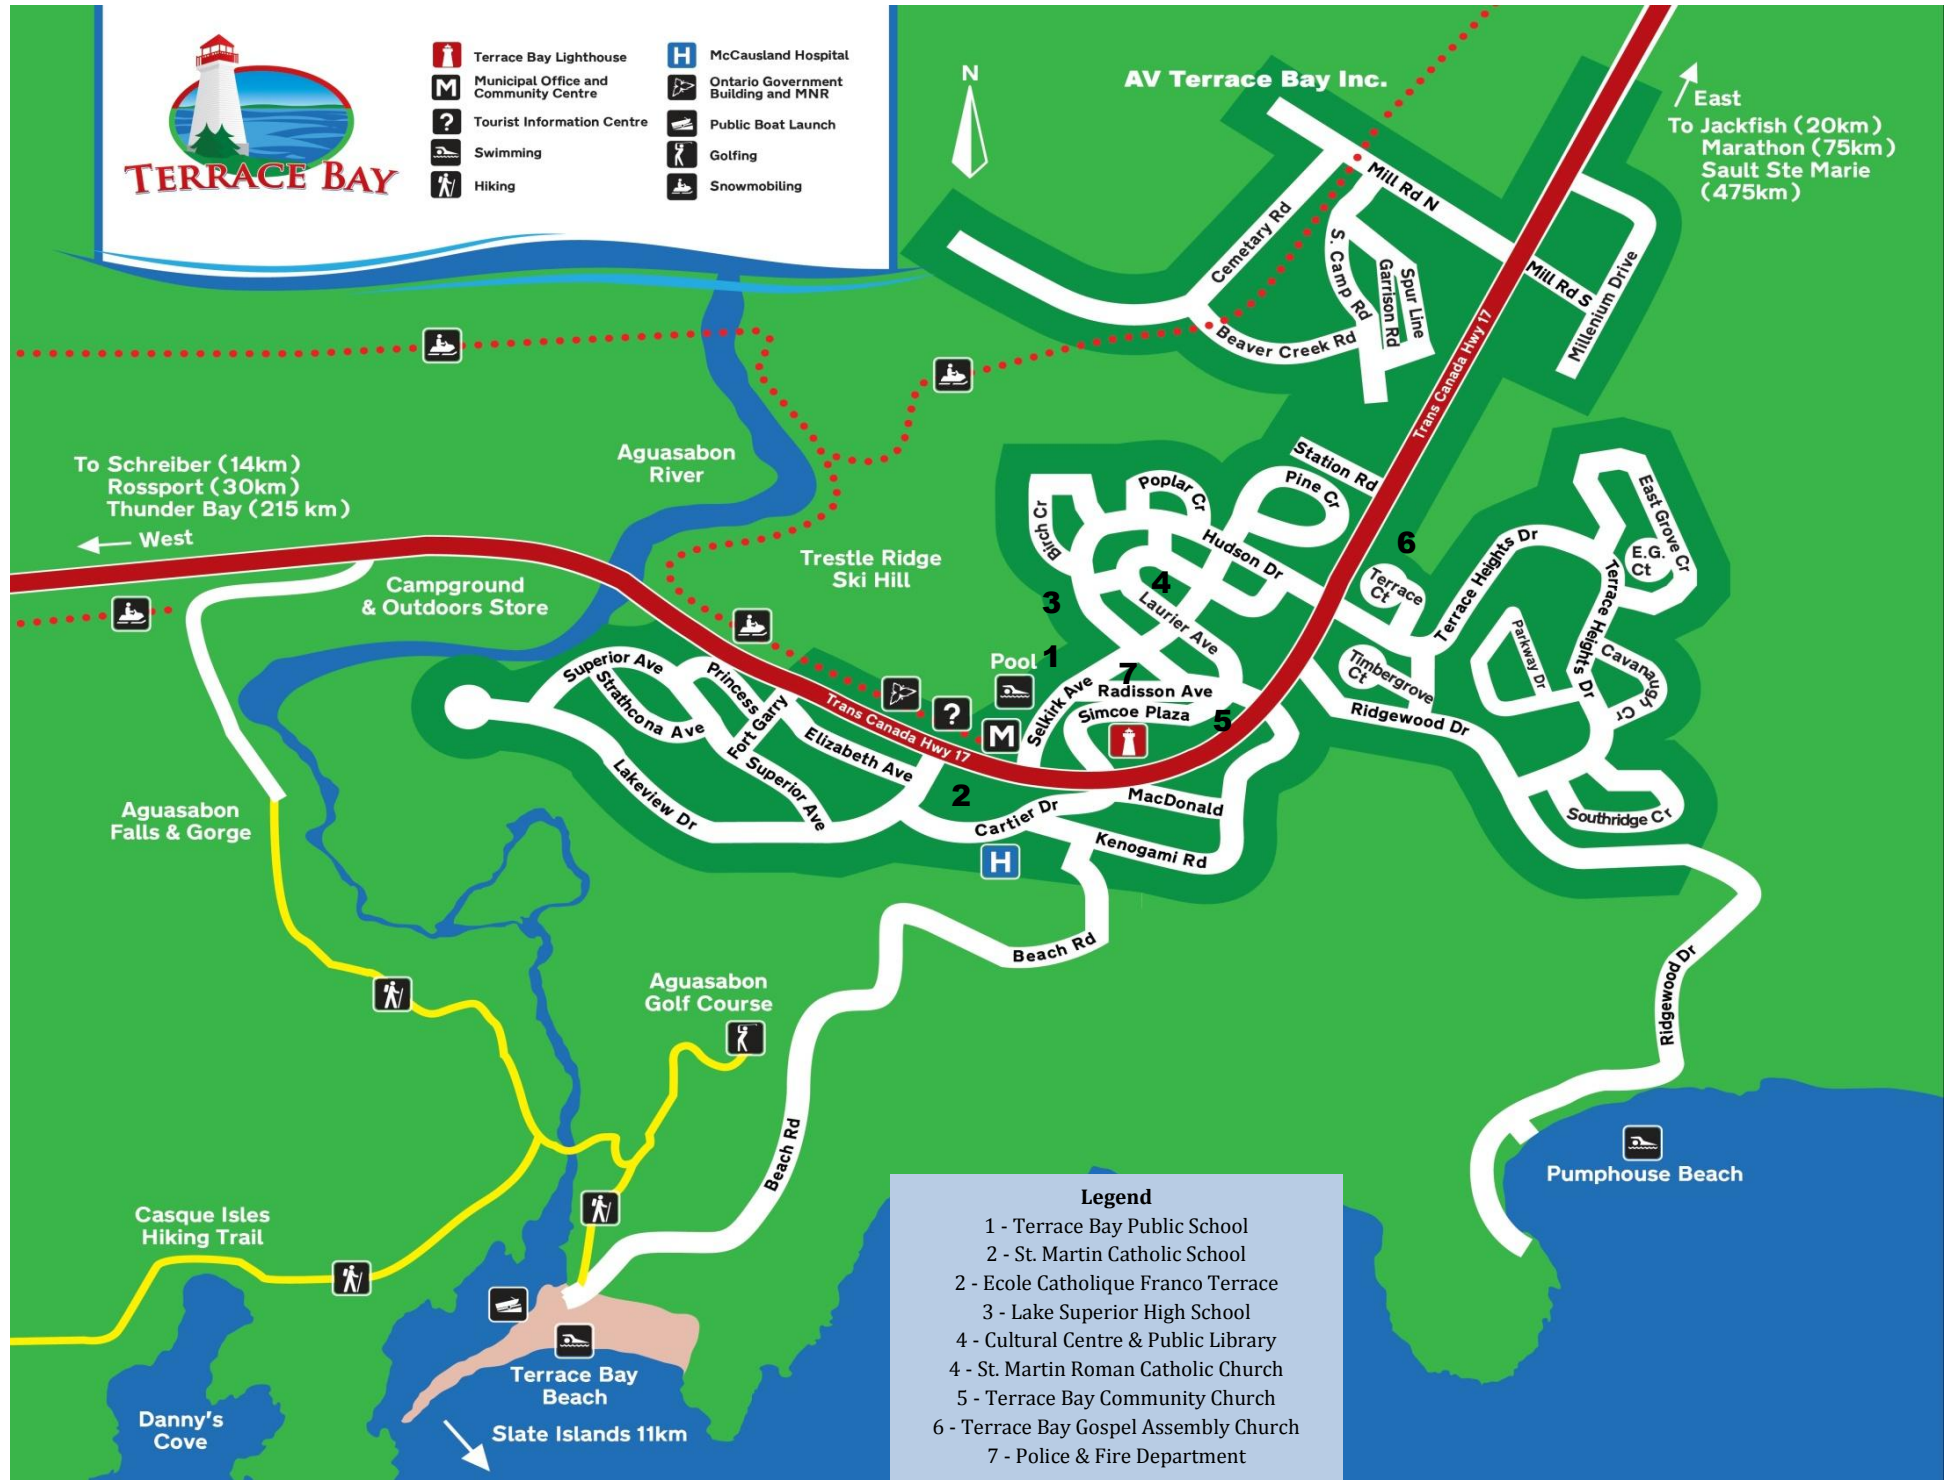 TERRACE BAY
Terrace Bay Lighthouse
M
Municipal Office and
Community Centre
?
Tourist Information Centre
Swimming
Hiking
H
McCausland Hospital
Ontario Government
Building and MNR
Public Boat Launch
Golfing
Snowmobiling
N
AV Terrace Bay Inc.
East
To Jackfish (20km)
Marathon (75km)
Sault Ste Marie
(475km)
Mill Rd N
Cemetary Rd
S. Camp Rd
Garrison Rd
Spur Line
Mill Rd S
Millenium Drive
Beaver Creek Rd
Trans Canada Hwy 17
To Schreiber (14km)
Rossport (30km)
Thunder Bay (215 km)
West
Aguasabon
River
Campground
& Outdoors Store
Trestle Ridge
Ski Hill
Station Rd
Pine Cr
Poplar Cr
Birch Cr
Hudson Dr
6
4
3
Laurier Ave
Terrace
Ct
Terrace Heights Dr
East Grove Cr
E.G.
Ct
Terrace Heights Dr
Parkway Dr
Cavanaugh Cr
Timbergrove
Ct
Ridgewood Dr
Southridge Cr
Pool
1
7
Radisson Ave
Selkirk Ave
Simcoe Plaza
5
?
M
Superior Ave
Strathcona Ave
Princess
Fort Garry
Elizabeth Ave
Superior Ave
Trans Canada Hwy 17
Lakeview Dr
2
Cartier Dr
MacDonald
Kenogami Rd
H
Aguasabon
Falls & Gorge
Beach Rd
Aguasabon
Golf Course
Ridgewood Dr
Beach Rd
Pumphouse Beach
Casque Isles
Hiking Trail
Terrace Bay
Beach
Danny's
Cove
Slate Islands 11km
Legend
1 - Terrace Bay Public School
2 - St. Martin Catholic School
2 - Ecole Catholique Franco Terrace
3 - Lake Superior High School
4 - Cultural Centre & Public Library
4 - St. Martin Roman Catholic Church
5 - Terrace Bay Community Church
6 - Terrace Bay Gospel Assembly Church
7 - Police & Fire Department